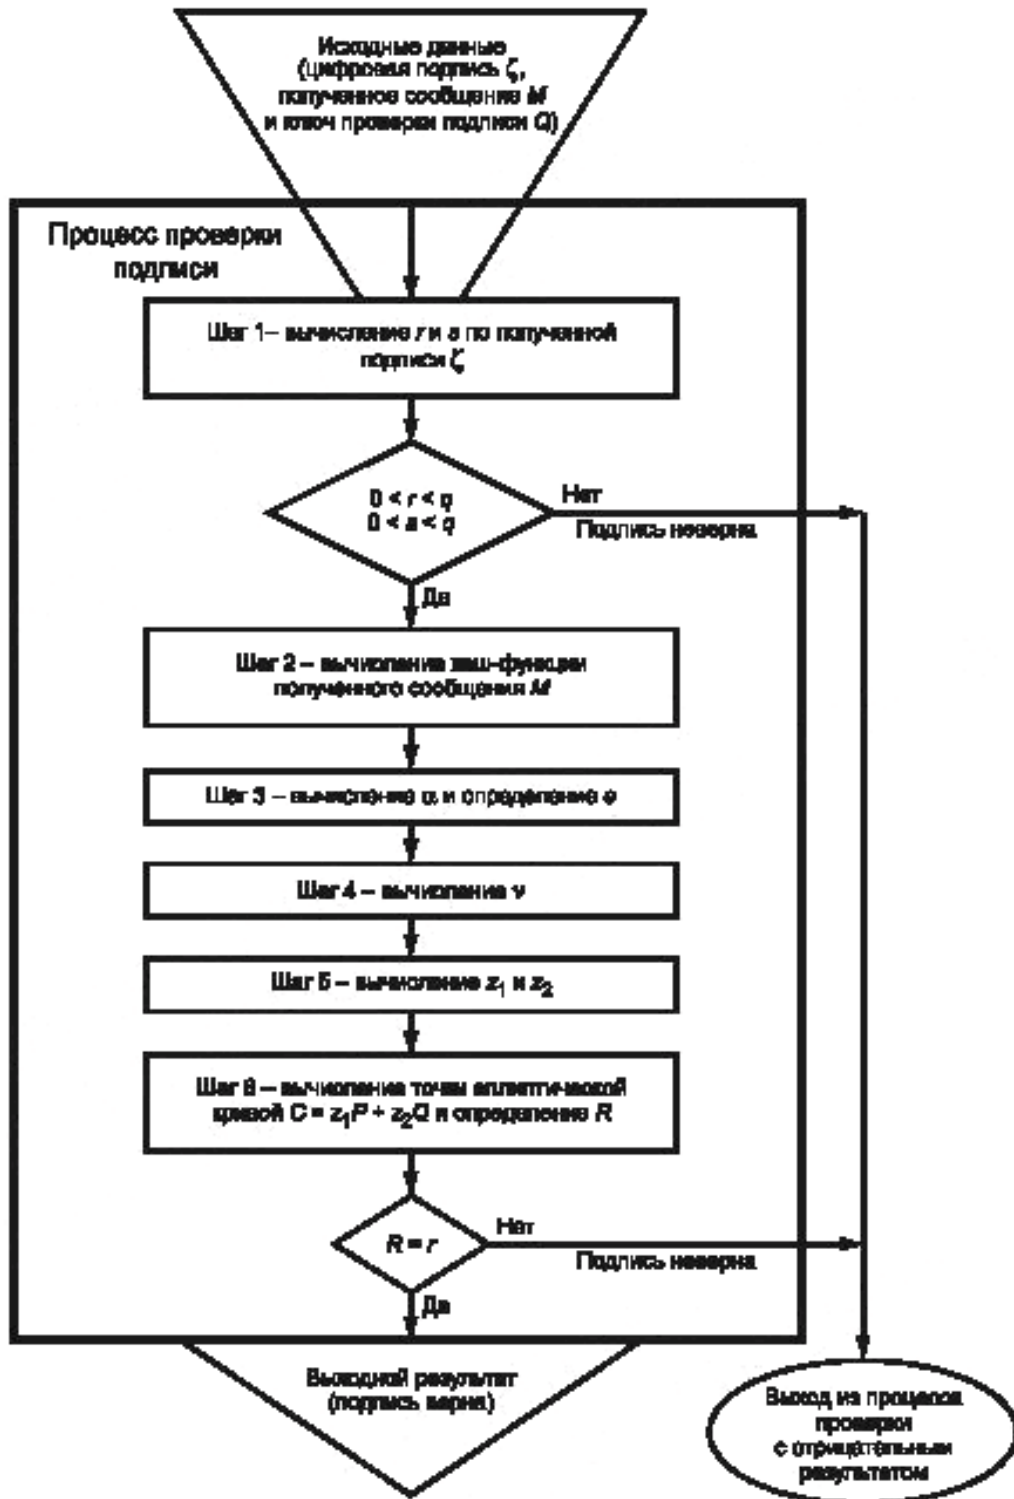 Исходные данные
(цифровая подпись ζ,
полученное сообщение M
и ключ проверки подписи Q)
Процесс проверки
подписи
Шаг 1 – вычисление r и s по полученной
подписи ζ
0 < r < q
0 < s < q
Нет
Подпись неверна
Да
Шаг 2 – вычисление хэш-функции
полученного сообщения M
Шаг 3 – вычисление α и определение e
Шаг 4 – вычисление v
Шаг 5 – вычисление z₁ и z₂
Шаг 6 – вычисление точки эллиптической
кривой C = z₁P + z₂Q и определение R
R = r
Нет
Подпись неверна
Да
Выходной результат
(подпись верна)
Выход из процесса
проверки
с отрицательным
результатом